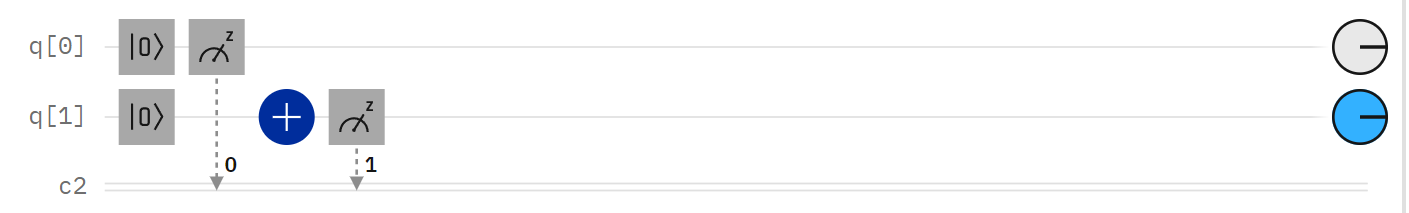 q[0] |0⟩ z
q[1] |0⟩ + z
0 1
c2